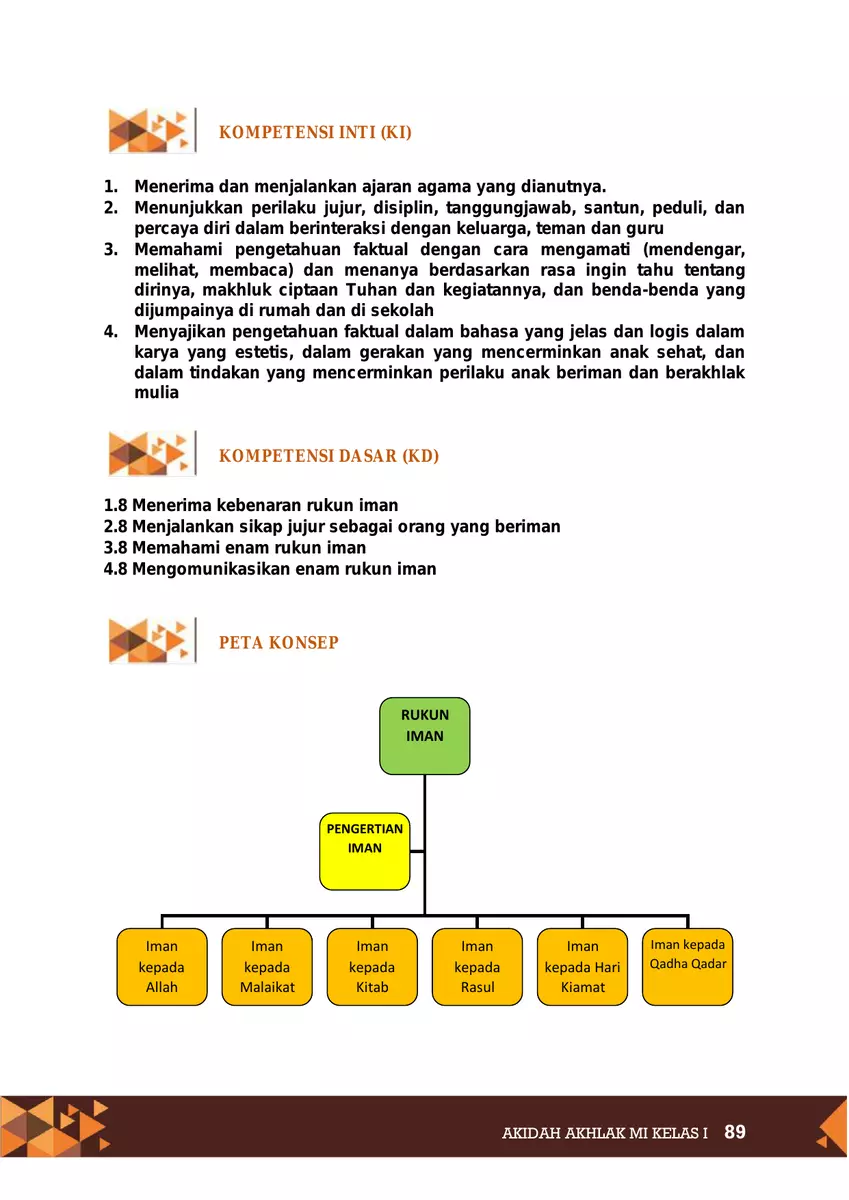 KOMPETENSI INTI (KI)
1. Menerima dan menjalankan ajaran agama yang dianutnya.
2. Menunjukkan perilaku jujur, disiplin, tanggungjawab, santun, peduli, dan
percaya diri dalam berinteraksi dengan keluarga, teman dan guru
3. Memahami pengetahuan faktual dengan cara mengamati (mendengar,
melihat, membaca) dan menanya berdasarkan rasa ingin tahu tentang
dirinya, makhluk ciptaan Tuhan dan kegiatannya, dan benda-benda yang
dijumpainya di rumah dan di sekolah
4. Menyajikan pengetahuan faktual dalam bahasa yang jelas dan logis dalam
karya yang estetis, dalam gerakan yang mencerminkan anak sehat, dan
dalam tindakan yang mencerminkan perilaku anak beriman dan berakhlak
mulia
KOMPETENSI DASAR (KD)
1.8 Menerima kebenaran rukun iman
2.8 Menjalankan sikap jujur sebagai orang yang beriman
3.8 Memahami enam rukun iman
4.8 Mengomunikasikan enam rukun iman
PETA KONSEP
RUKUN
IMAN
PENGERTIAN
IMAN
Iman
kepada
Allah
Iman
kepada
Malaikat
Iman
kepada
Kitab
Iman
kepada
Rasul
Iman
kepada Hari
Kiamat
Iman kepada
Qadha Qadar
AKIDAH AKHLAK MI KELAS I 89